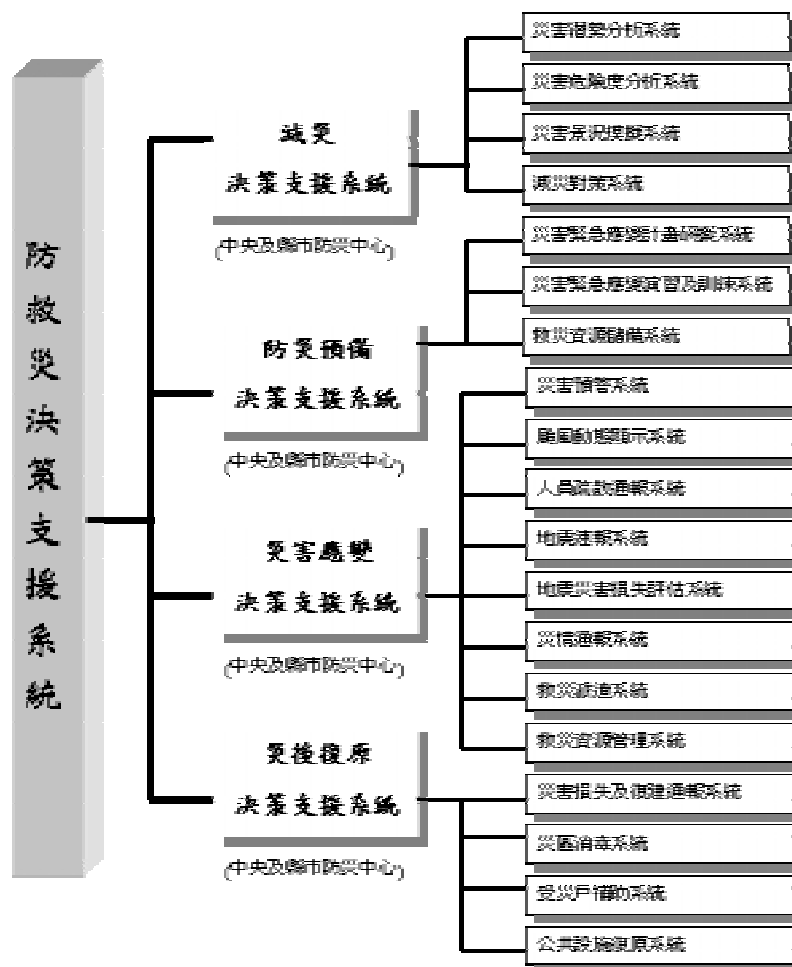 防救災決策支援系統
減災
決策支援系統
(中央及縣市防災中心)
災害潛勢分析系統
災害危險度分析系統
災害景況模擬系統
減災對策系統
防災預備
決策支援系統
(中央及縣市防災中心)
災害緊急應變計畫研擬系統
災害緊急應變演習及訓練系統
救災資源儲備系統
災害應變
決策支援系統
(中央及縣市防災中心)
災害預警系統
颱風動態顯示系統
人員疏散通報系統
地震速報系統
地震災害損失評估系統
災情通報系統
救災派遣系統
救災資源管理系統
災後復原
決策支援系統
(中央及縣市防災中心)
災害損失及復建通報系統
災區消毒系統
受災戶補助系統
公共設施復原系統